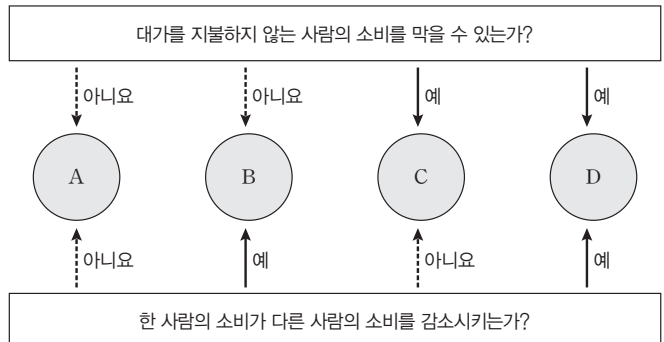 대가를 지불하지 않는 사람의 소비를 막을 수 있는가?
아니요 아니요 예 예
A B C D
아니요 예 아니요 예
한 사람의 소비가 다른 사람의 소비를 감소시키는가?